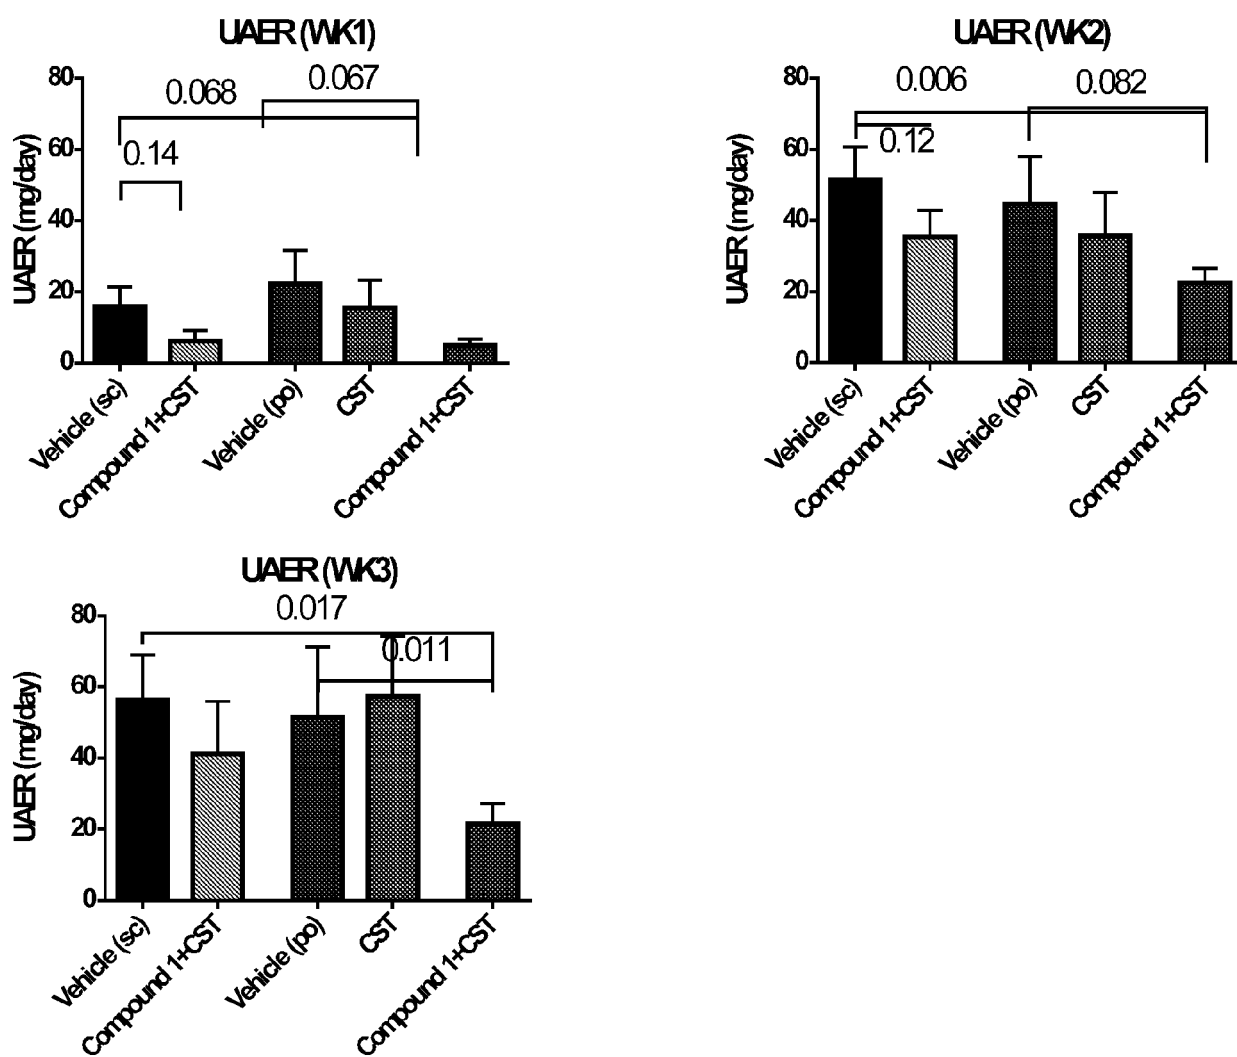 UAER (WK1)
UAER (mg/day)
80
60
40
20
0
0.068
0.067
0.14
Vehicle (sc)
Compound 1+CST
Vehicle (po)
CST
Compound 1+CST
UAER (WK2)
UAER (mg/day)
80
60
40
20
0
0.006
0.082
0.12
Vehicle (sc)
Compound 1+CST
Vehicle (po)
CST
Compound 1+CST
UAER (WK3)
UAER (mg/day)
80
60
40
20
0
0.017
0.011
Vehicle (sc)
Compound 1+CST
Vehicle (po)
CST
Compound 1+CST